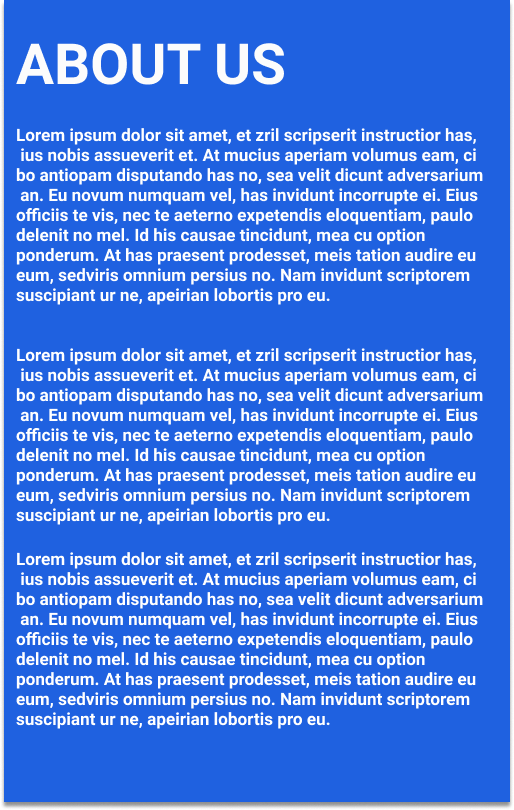 ABOUT US
Lorem ipsum dolor sit amet, et zril scripserit instructior has,
ius nobis assueverit et. At mucius aperiam volumus eam, ci
bo antiopam disputando has no, sea velit dicunt adversarium
an. Eu novum numquam vel, has invidunt incorrupte ei. Eius
officiis te vis, nec te aeterno expetendis eloquentiam, paulo
delenit no mel. Id his causae tincidunt, mea cu option
ponderum. At has praesent prodesset, meis tation audire eu
eum, sedviris omnium persius no. Nam invidunt scriptorem
suscipiant ur ne, apeirian lobortis pro eu.
Lorem ipsum dolor sit amet, et zril scripserit instructior has,
ius nobis assueverit et. At mucius aperiam volumus eam, ci
bo antiopam disputando has no, sea velit dicunt adversarium
an. Eu novum numquam vel, has invidunt incorrupte ei. Eius
officiis te vis, nec te aeterno expetendis eloquentiam, paulo
delenit no mel. Id his causae tincidunt, mea cu option
ponderum. At has praesent prodesset, meis tation audire eu
eum, sedviris omnium persius no. Nam invidunt scriptorem
suscipiant ur ne, apeirian lobortis pro eu.
Lorem ipsum dolor sit amet, et zril scripserit instructior has,
ius nobis assueverit et. At mucius aperiam volumus eam, ci
bo antiopam disputando has no, sea velit dicunt adversarium
an. Eu novum numquam vel, has invidunt incorrupte ei. Eius
officiis te vis, nec te aeterno expetendis eloquentiam, paulo
delenit no mel. Id his causae tincidunt, mea cu option
ponderum. At has praesent prodesset, meis tation audire eu
eum, sedviris omnium persius no. Nam invidunt scriptorem
suscipiant ur ne, apeirian lobortis pro eu.